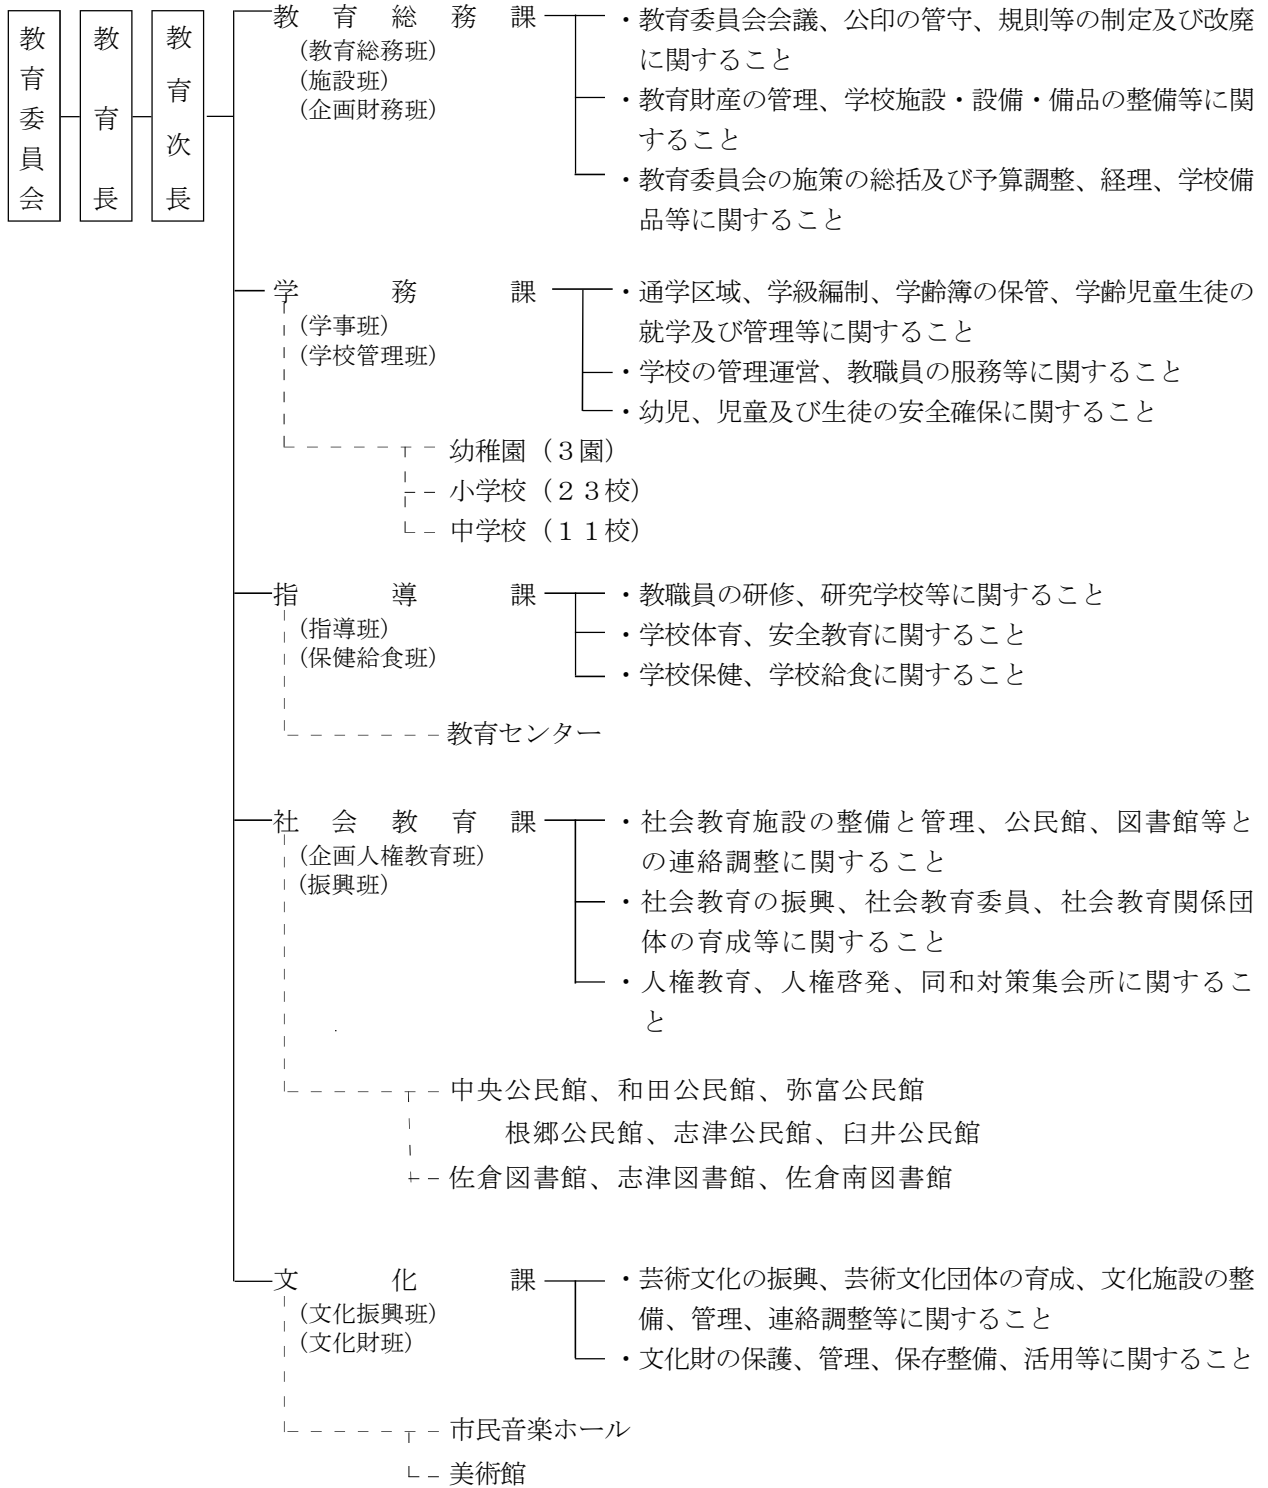 教育委員会
教育長
教育次長
教育総務課
(教育総務班)
(施設班)
(企画財務班)
・教育委員会会議、公印の管守、規則等の制定及び改廃
に関すること
・教育財産の管理、学校施設・設備・備品の整備等に関
すること
・教育委員会の施策の総括及び予算調整、経理、学校備
品等に関すること
学務課
(学事班)
(学校管理班)
・通学区域、学級編制、学齢簿の保管、学齢児童生徒の
就学及び管理等に関すること
・学校の管理運営、教職員の服務等に関すること
・幼児、児童及び生徒の安全確保に関すること
幼稚園（３園）
小学校（２３校）
中学校（１１校）
指導課
(指導班)
(保健給食班)
・教職員の研修、研究学校等に関すること
・学校体育、安全教育に関すること
・学校保健、学校給食に関すること
教育センター
社会教育課
(企画人権教育班)
(振興班)
・社会教育施設の整備と管理、公民館、図書館等と
の連絡調整に関すること
・社会教育の振興、社会教育委員、社会教育関係団
体の育成等に関すること
・人権教育、人権啓発、同和対策集会所に関するこ
と
中央公民館、和田公民館、弥富公民館
根郷公民館、志津公民館、臼井公民館
佐倉図書館、志津図書館、佐倉南図書館
文化課
(文化振興班)
(文化財班)
・芸術文化の振興、芸術文化団体の育成、文化施設の整
備、管理、連絡調整等に関すること
・文化財の保護、管理、保存整備、活用等に関すること
市民音楽ホール
美術館